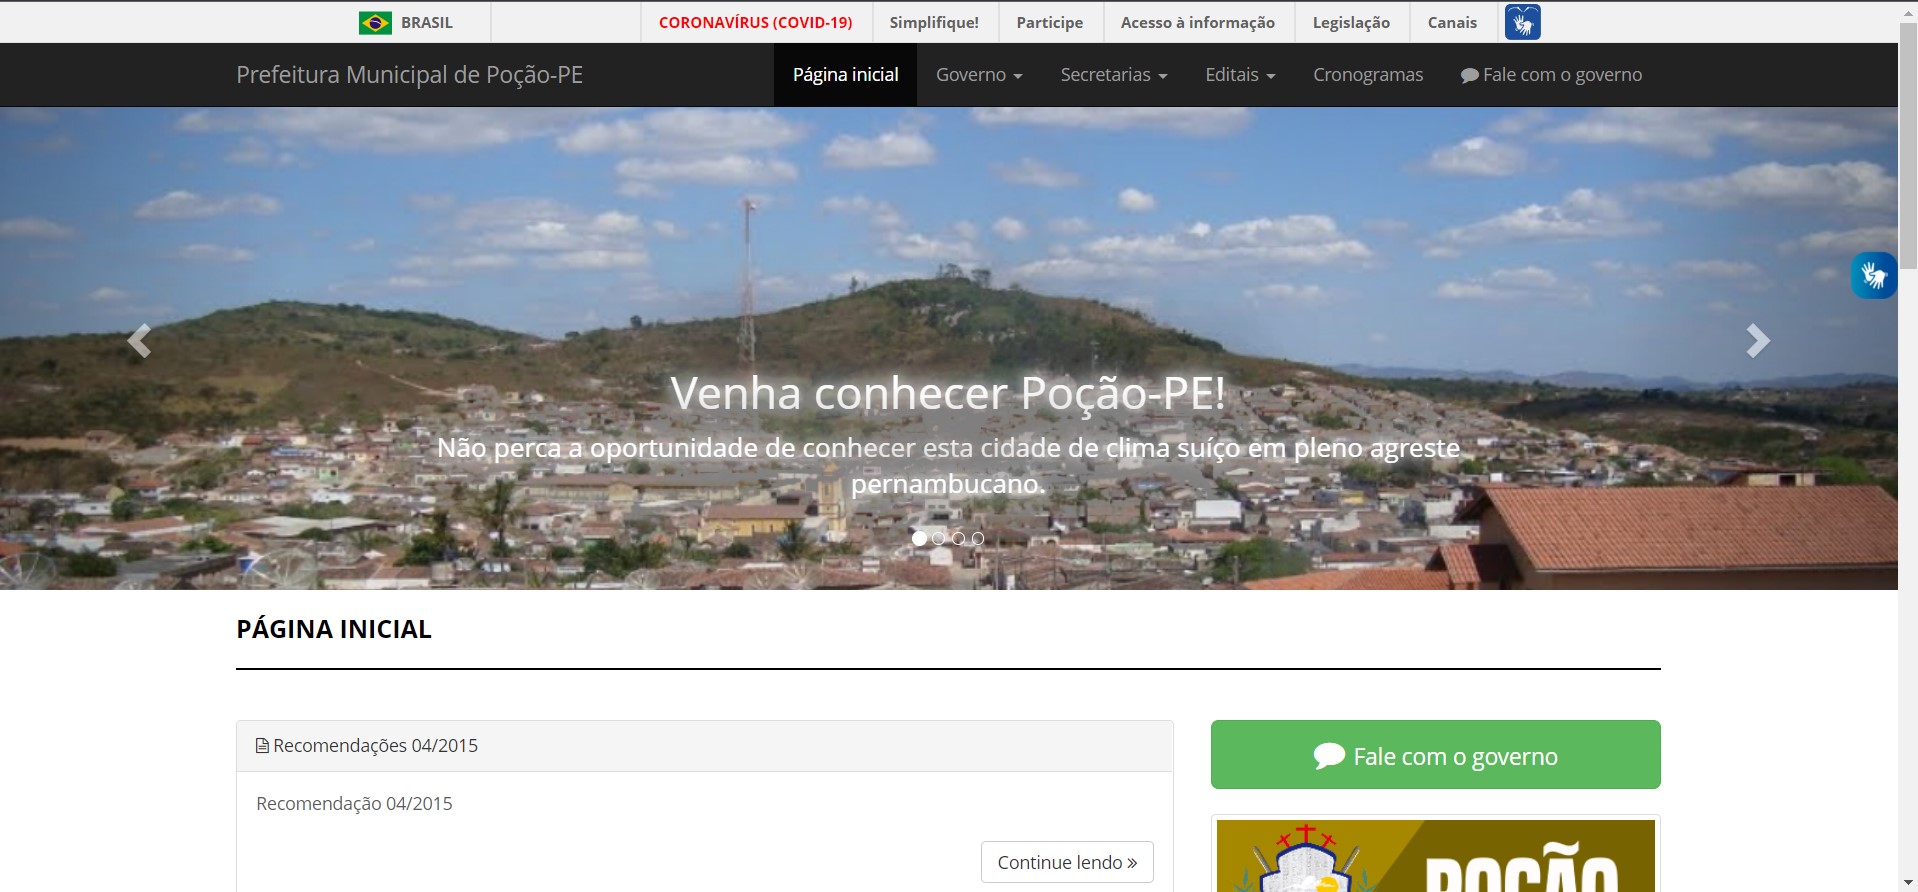 BRASIL
CORONAVÍRUS (COVID-19)
Simplifique!
Participe
Acesso à informação
Legislação
Canais
Prefeitura Municipal de Poção-PE
Página inicial
Governo
Secretarias
Editais
Cronogramas
Fale com o governo
Venha conhecer Poção-PE!
Não perca a oportunidade de conhecer esta cidade de clima suíço em pleno agreste
pernambucano.
PÁGINA INICIAL
Recomendações 04/2015
Recomendação 04/2015
Continue lendo »
Fale com o governo
POÇÃO